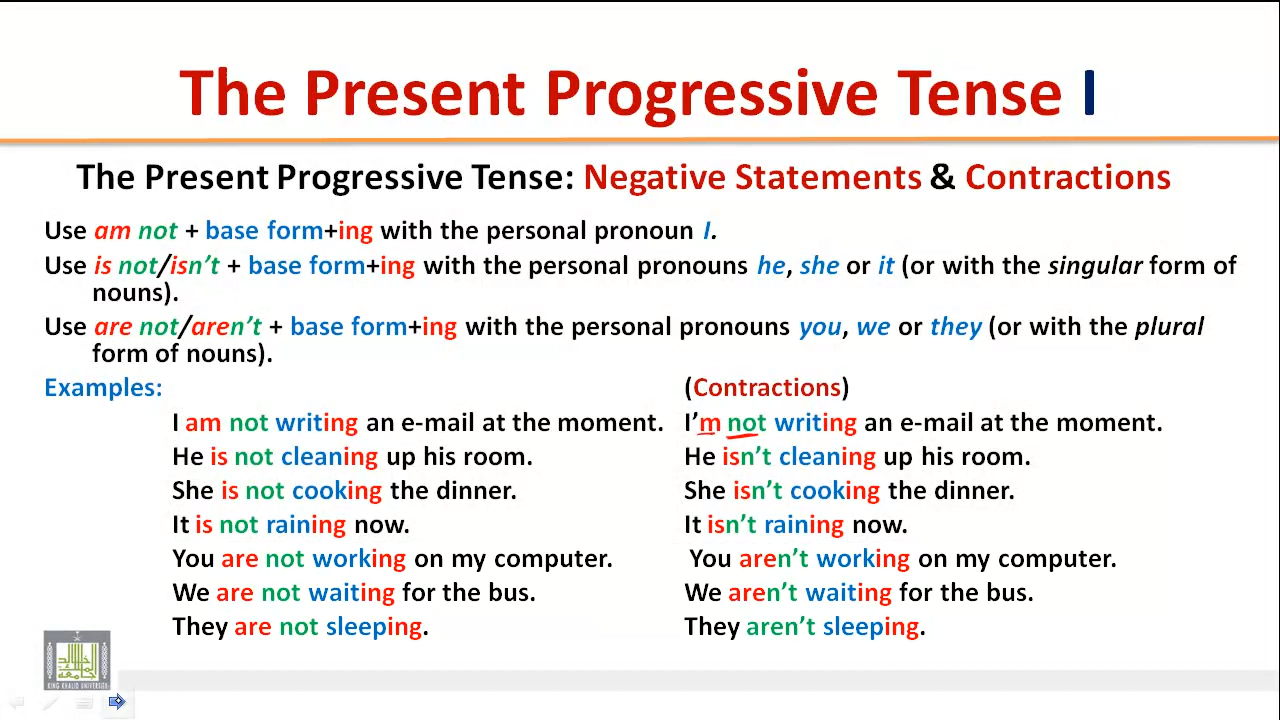 The Present Progressive Tense I
The Present Progressive Tense: Negative Statements & Contractions
Use am not + base form+ing with the personal pronoun I.
Use is not/isn't + base form+ing with the personal pronouns he, she or it (or with the singular form of
nouns).
Use are not/aren't + base form+ing with the personal pronouns you, we or they (or with the plural
form of nouns).
Examples: (Contractions)
I am not writing an e-mail at the moment. I'm not writing an e-mail at the moment.
He is not cleaning up his room. He isn't cleaning up his room.
She is not cooking the dinner. She isn't cooking the dinner.
It is not raining now. It isn't raining now.
You are not working on my computer. You aren't working on my computer.
We are not waiting for the bus. We aren't waiting for the bus.
They are not sleeping. They aren't sleeping.
KING KHALID UNIVERSITY